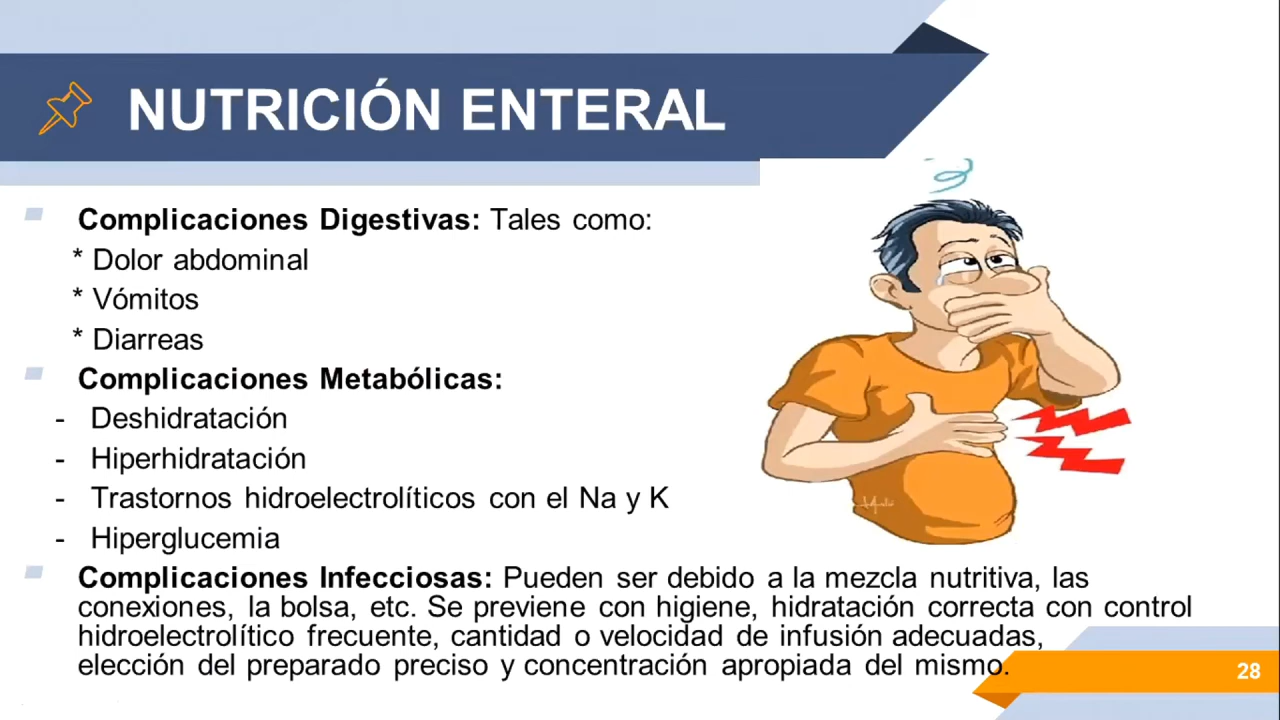 NUTRICIÓN ENTERAL
Complicaciones Digestivas: Tales como:
* Dolor abdominal
* Vómitos
* Diarreas
Complicaciones Metabólicas:
- Deshidratación
- Hiperhidratación
- Trastornos hidroelectrolíticos con el Na y K
- Hiperglucemia
Complicaciones Infecciosas: Pueden ser debido a la mezcla nutritiva, las
conexiones, la bolsa, etc. Se previene con higiene, hidratación correcta con control
hidroelectrolítico frecuente, cantidad o velocidad de infusión adecuadas,
elección del preparado preciso y concentración apropiada del mismo.
28